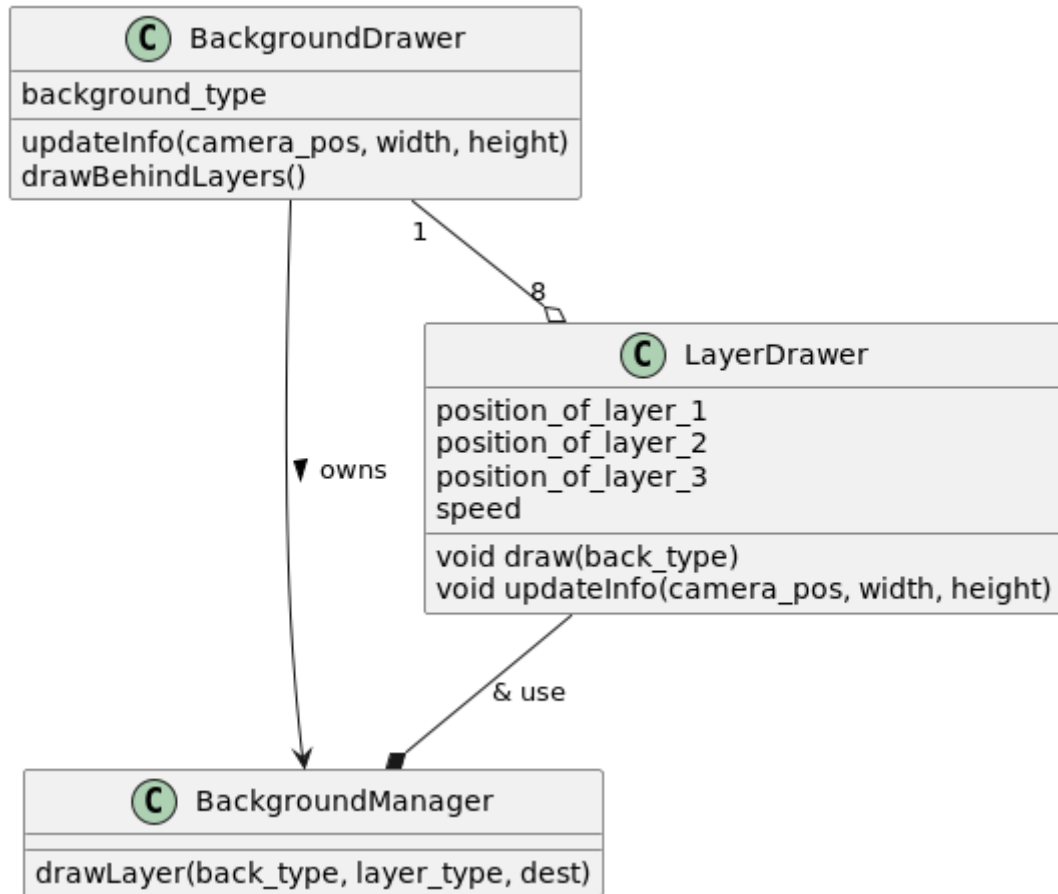 C BackgroundDrawer
background_type
updateInfo(camera_pos, width, height)
drawBehindLayers()
1
8
C LayerDrawer
position_of_layer_1
position_of_layer_2
position_of_layer_3
speed
void draw(back_type)
void updateInfo(camera_pos, width, height)
owns
& use
C BackgroundManager
drawLayer(back_type, layer_type, dest)